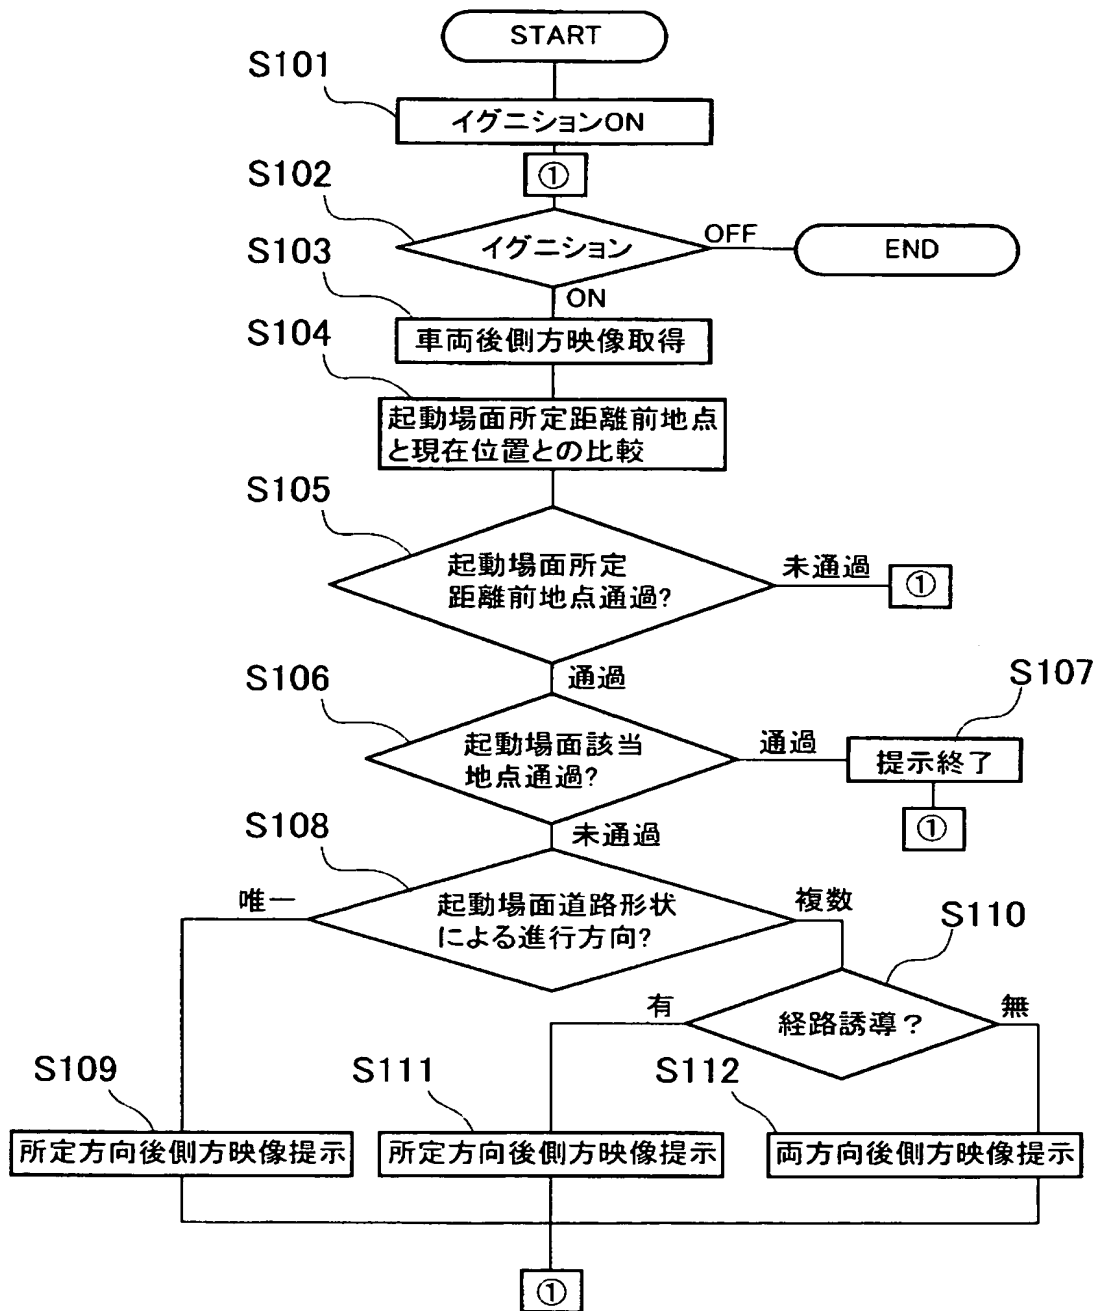 START
S101
イグニションON
①
S102
イグニション
OFF
END
S103
ON
車両後側方映像取得
S104
起動場面所定距離前地点
と現在位置との比較
S105
起動場面所定
距離前地点通過?
未通過
①
通過
S106
起動場面該当
地点通過?
通過
S107
提示終了
①
未通過
S108
起動場面道路形状
による進行方向?
唯一
複数
S110
経路誘導?
有
無
S109
所定方向後側方映像提示
S111
所定方向後側方映像提示
S112
両方向後側方映像提示
①